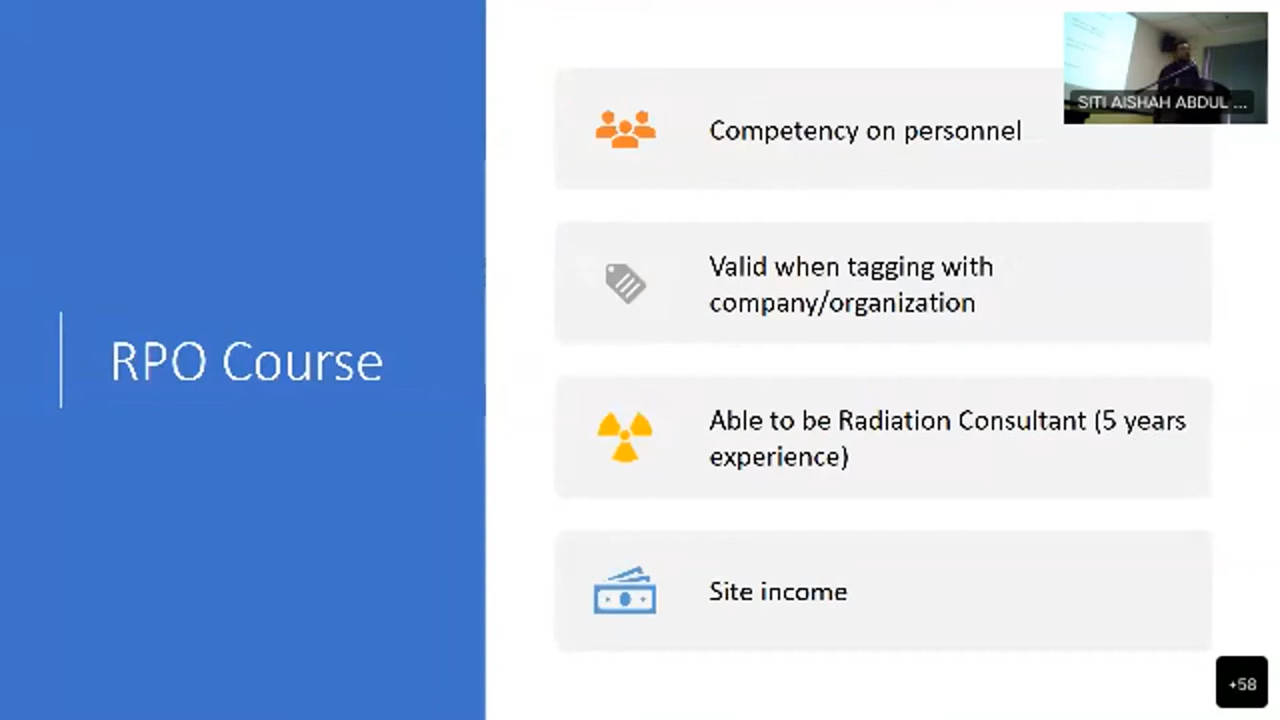 RPO Course
Competency on personnel
Valid when tagging with
company/organization
Able to be Radiation Consultant (5 years
experience)
Site income
SITI AISHAH ABDUL ...
+58